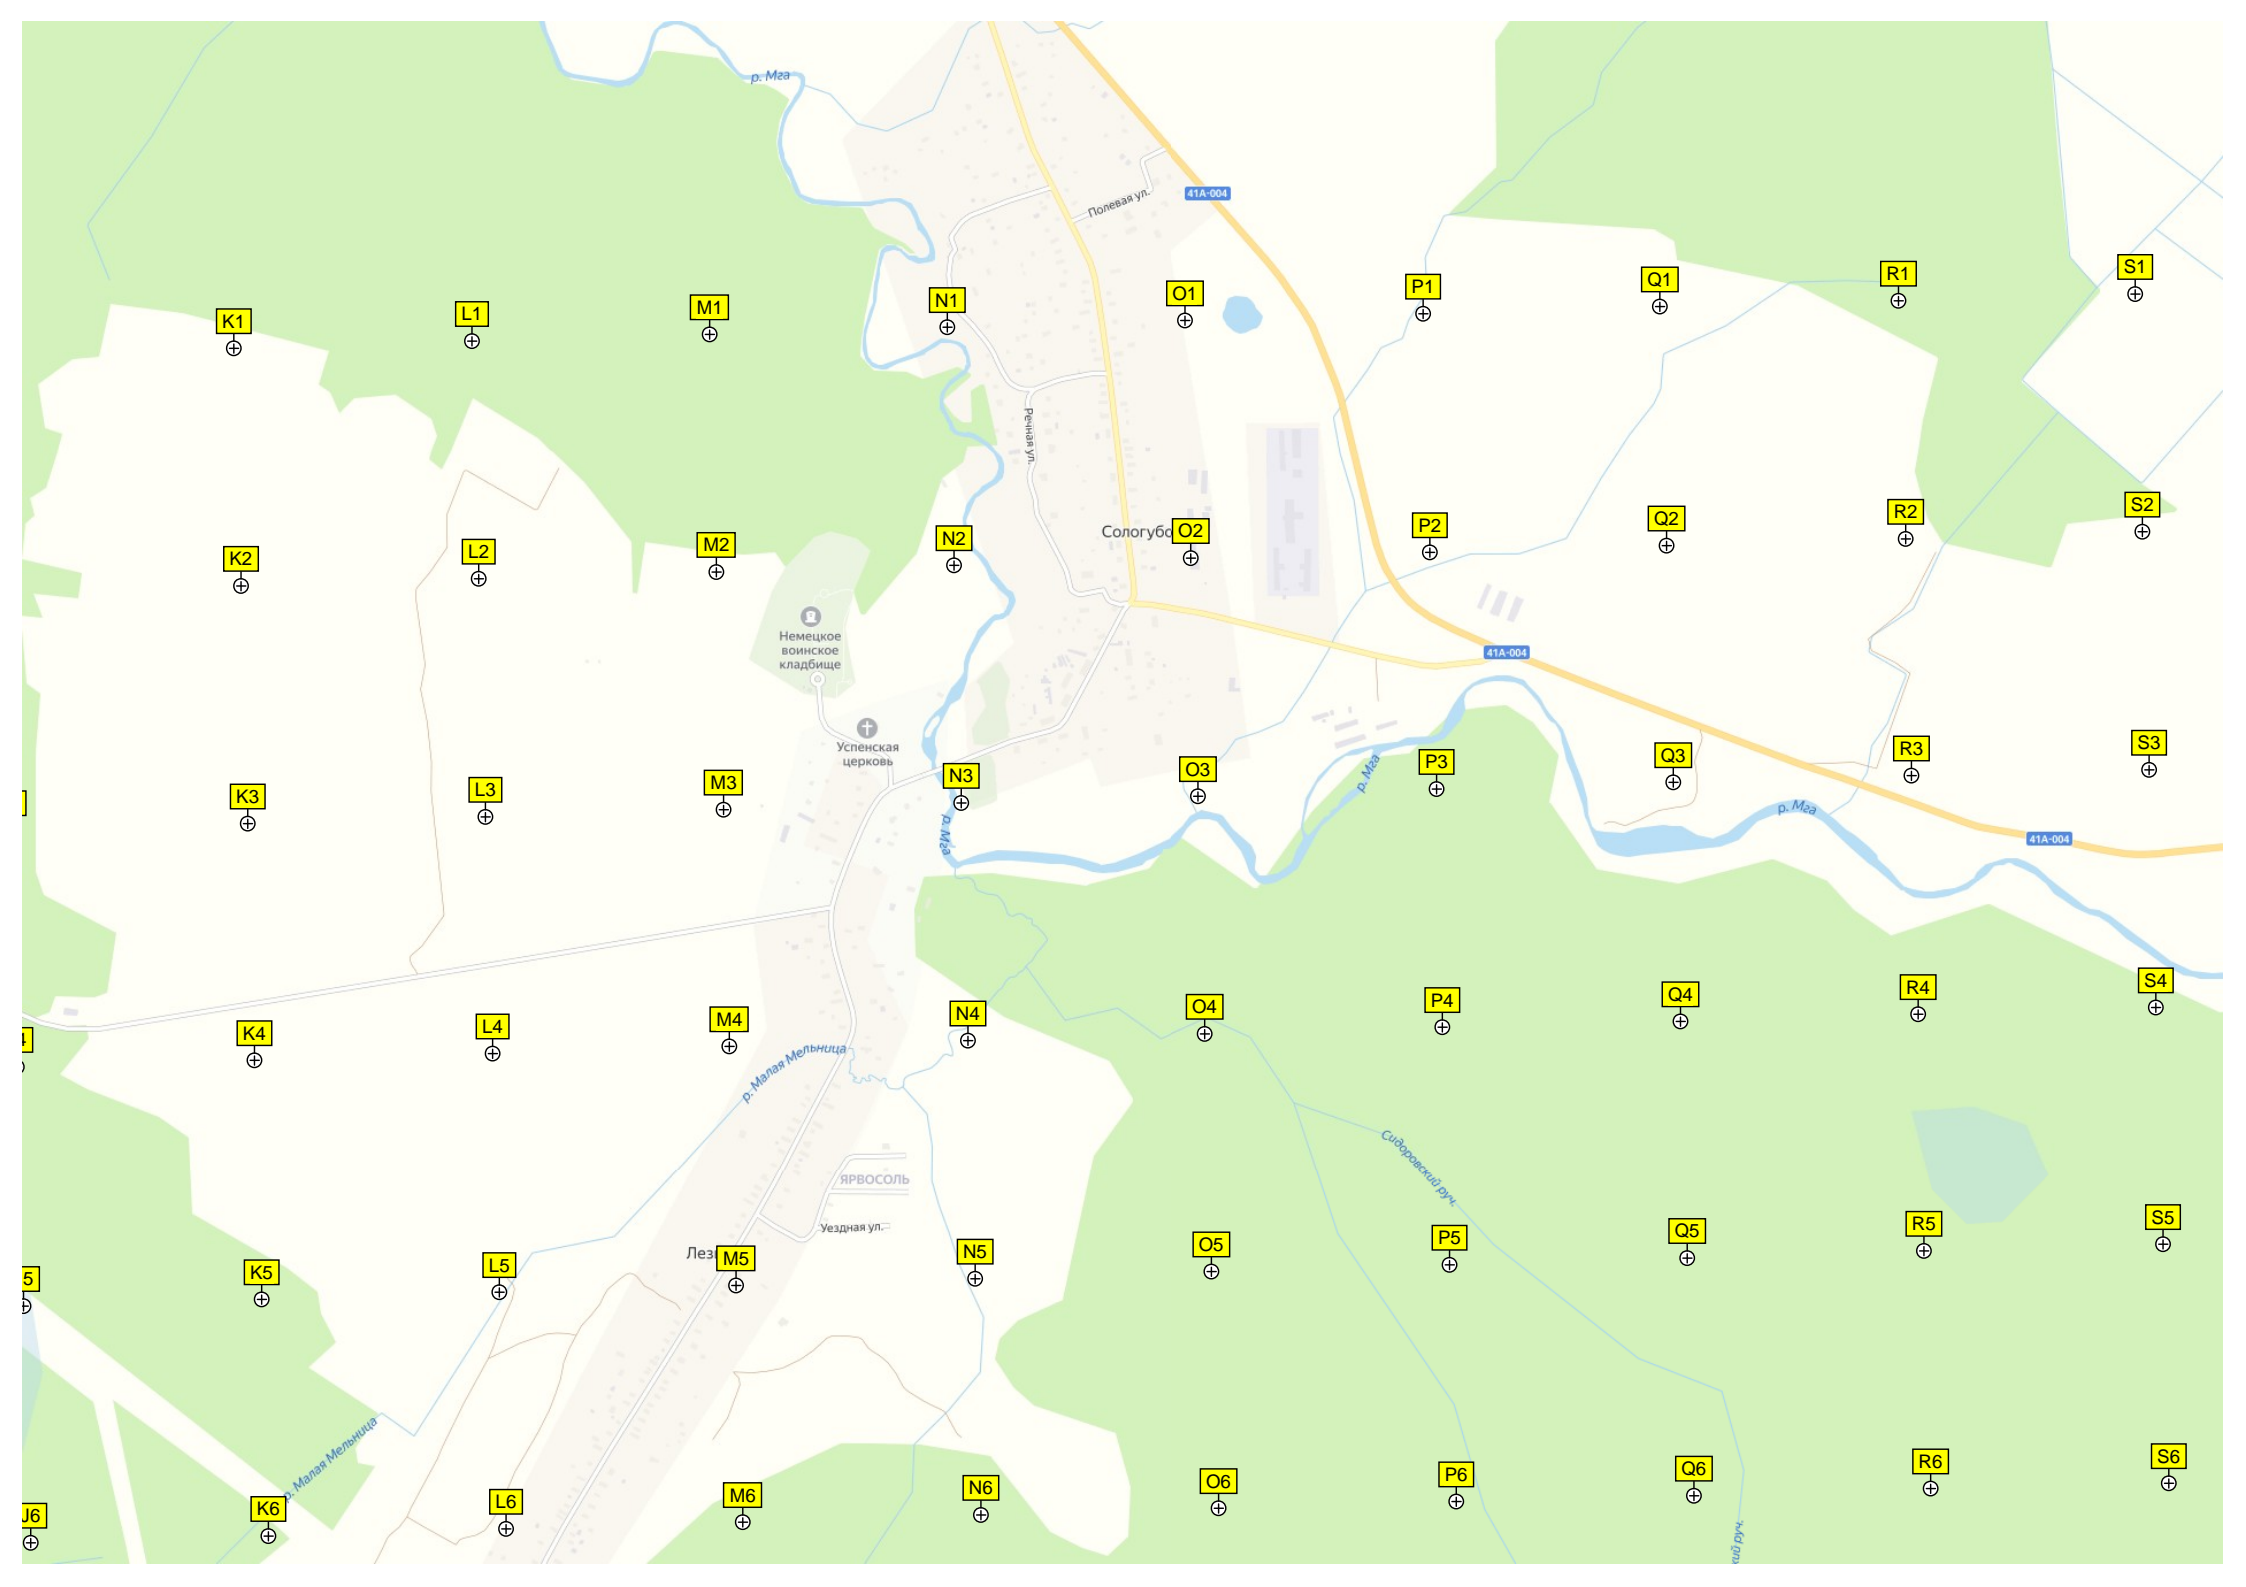 р. Мга
41А-004
Полевая ул.
S1
R1
Q1
P1
O1
N1
M1
L1
K1
Речная ул.
S2
R2
Q2
P2
Сологубо
O2
N2
M2
L2
K2
Немецкое
воинское
кладбище
41А-004
Успенская
церковь
S3
R3
Q3
P3
р. Мга
O3
N3
M3
L3
K3
р. Мга
р. Мга
41А-004
S4
R4
Q4
P4
O4
N4
M4
L4
K4
4
р. Малая Мельница
Сидоровский руч.
ЯРВОСОЛЬ
Уездная ул.
S5
R5
Q5
P5
O5
N5
Лез
M5
L5
K5
5
р. Малая Мельница
S6
R6
Q6
P6
O6
N6
M6
L6
K6
J6
кий руч.